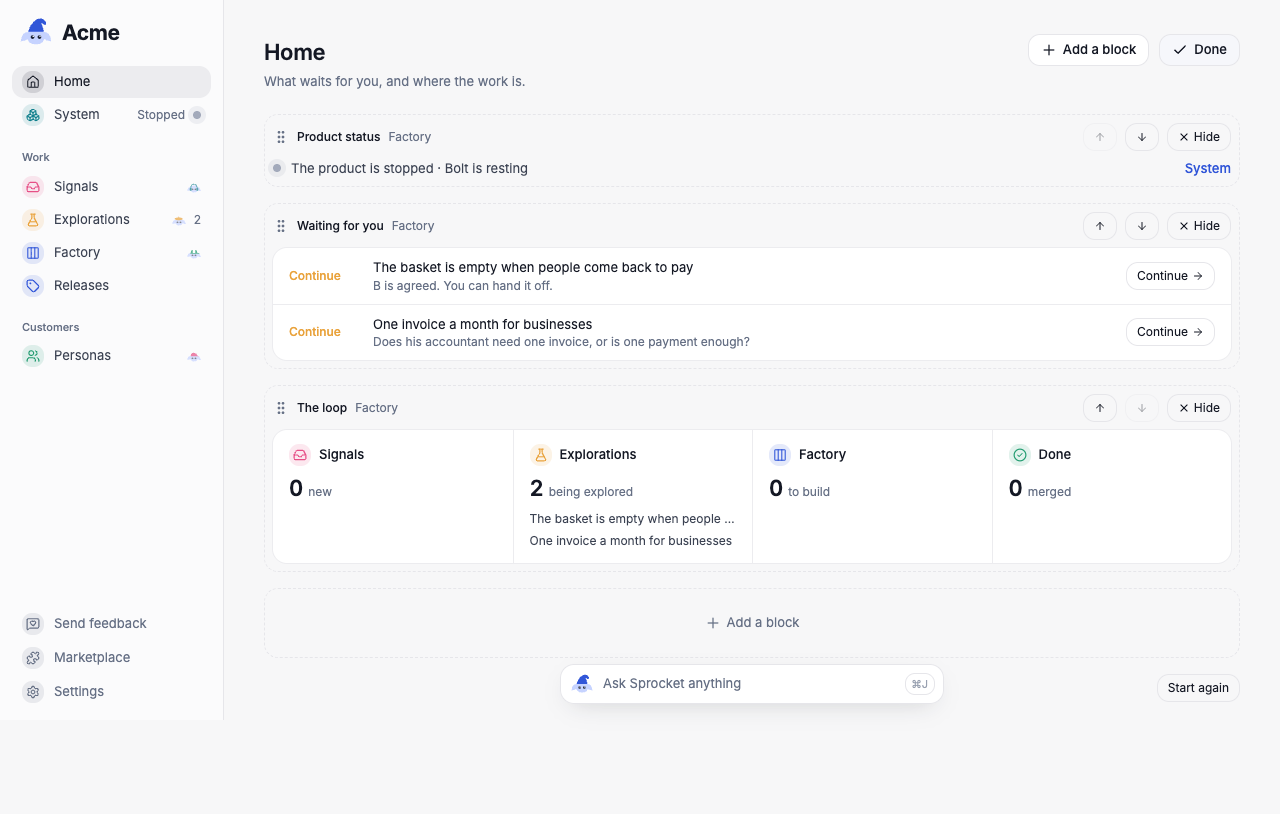 Acme
Home
System Stopped
Work
Signals
Explorations 2
Factory
Releases
Customers
Personas
Send feedback
Marketplace
Settings
Home
What waits for you, and where the work is.
Add a block
Done
Product status Factory
Hide
The product is stopped · Bolt is resting
System
Waiting for you Factory
Hide
Continue
The basket is empty when people come back to pay
B is agreed. You can hand it off.
Continue →
Continue
One invoice a month for businesses
Does his accountant need one invoice, or is one payment enough?
Continue →
The loop Factory
Hide
Signals
0 new
Explorations
2 being explored
The basket is empty when people ...
One invoice a month for businesses
Factory
0 to build
Done
0 merged
Add a block
Ask Sprocket anything
⌘J
Start again